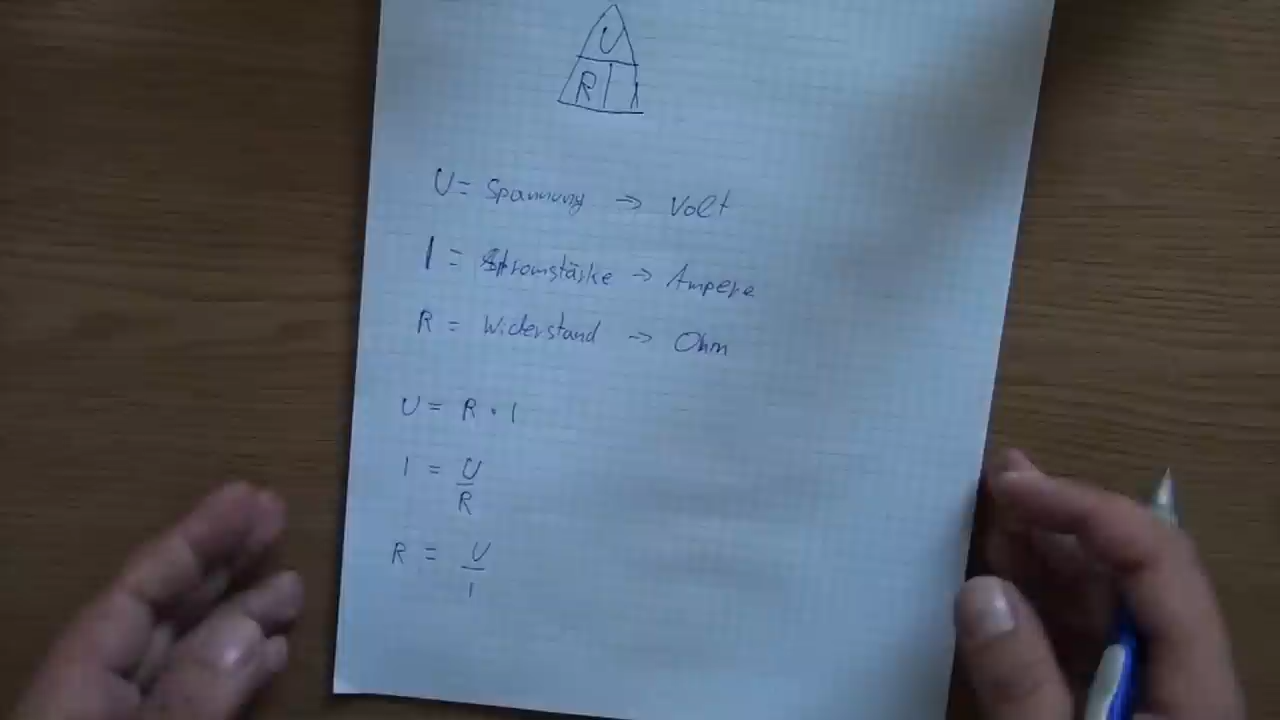 U
R I
U = Spannung → Volt
I = Stromstärke → Ampere
R = Widerstand → Ohm
U = R · I
I = U/R
R = U/I